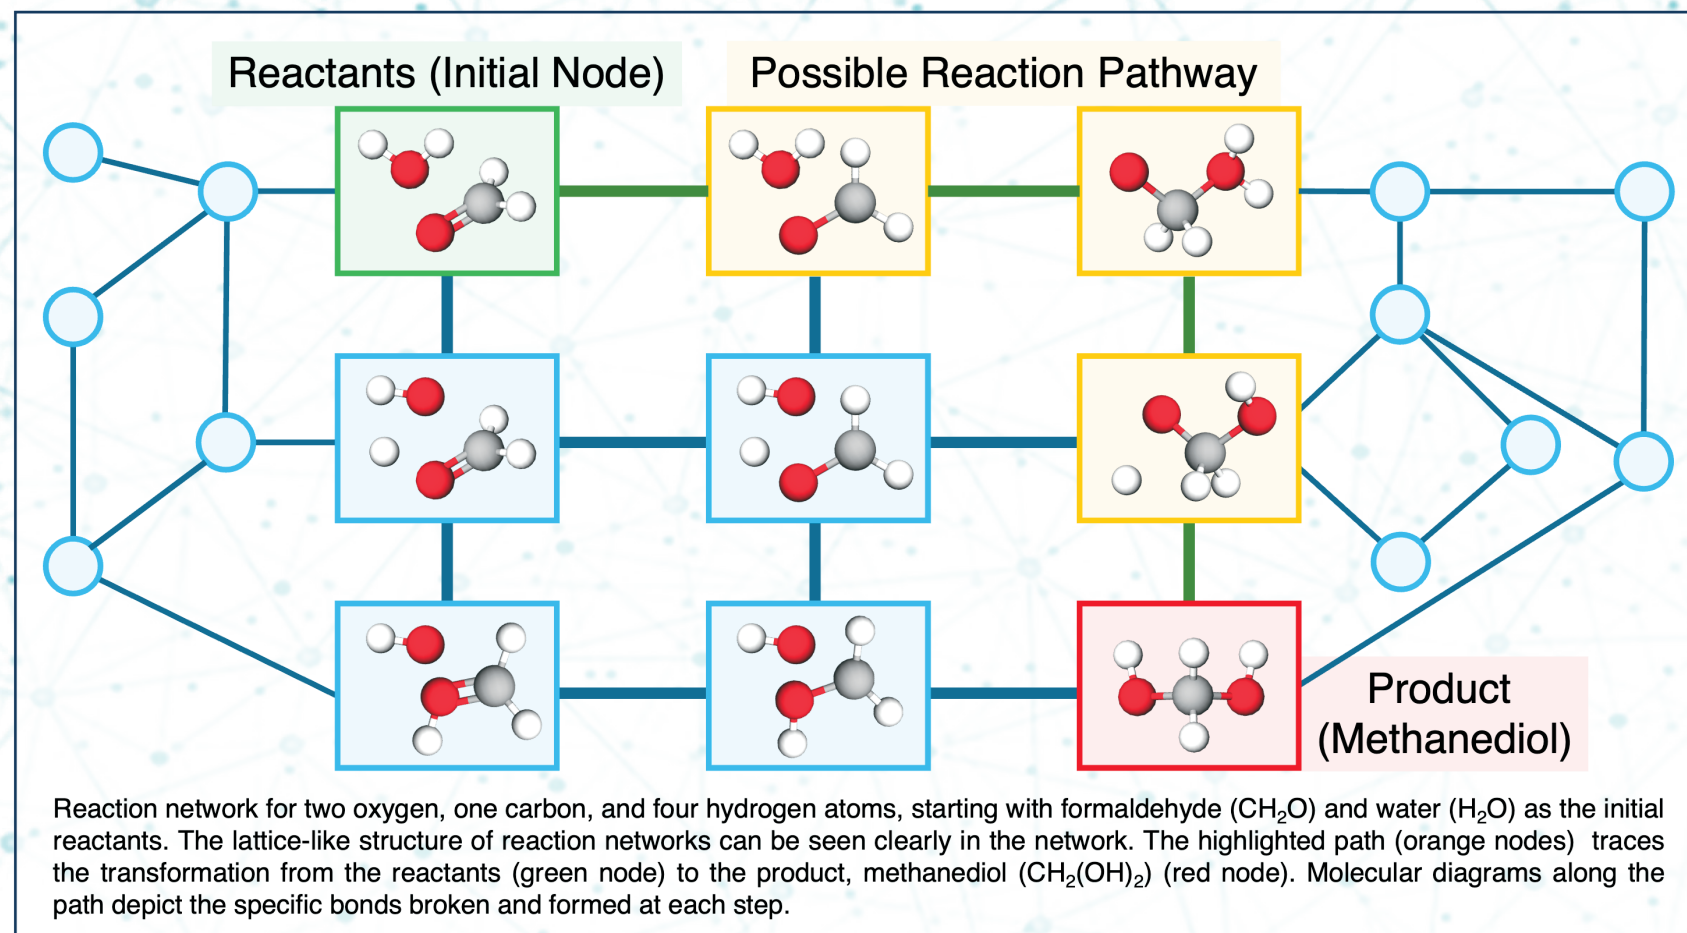 Reactants (Initial Node)
Possible Reaction Pathway
Product
(Methanediol)
Reaction network for two oxygen, one carbon, and four hydrogen atoms, starting with formaldehyde (CH₂O) and water (H₂O) as the initial
reactants. The lattice-like structure of reaction networks can be seen clearly in the network. The highlighted path (orange nodes) traces
the transformation from the reactants (green node) to the product, methanediol (CH₂(OH)₂) (red node). Molecular diagrams along the
path depict the specific bonds broken and formed at each step.